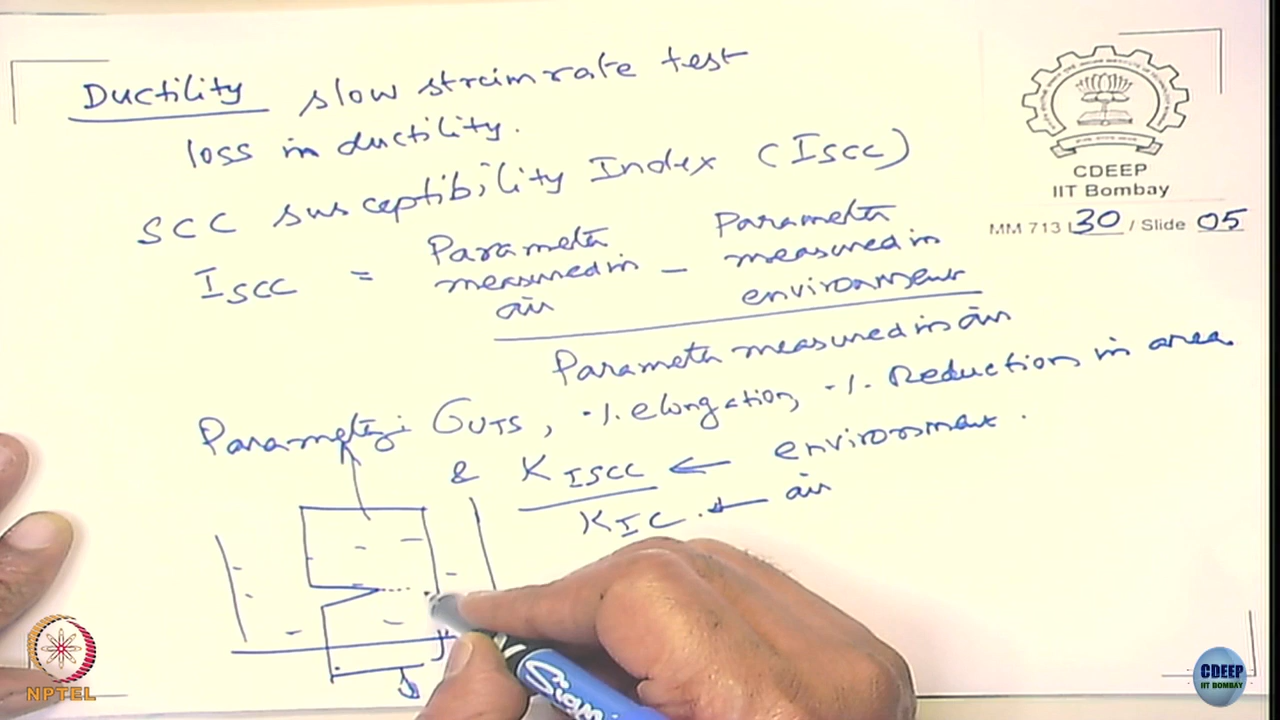 Ductility slow strain rate test
loss in ductility.
SCC susceptibility Index (ISCC)
ISCC = Parameter measured in air - Parameter measured in environment
Parameter measured in air
Parameter:- σUTS, % elongation, % Reduction in area
& KISCC ← environment.
KIC ← air
CDEEP
IIT Bombay
MM 713 L30 / Slide 05
NPTEL
CDEEP
IIT BOMBAY